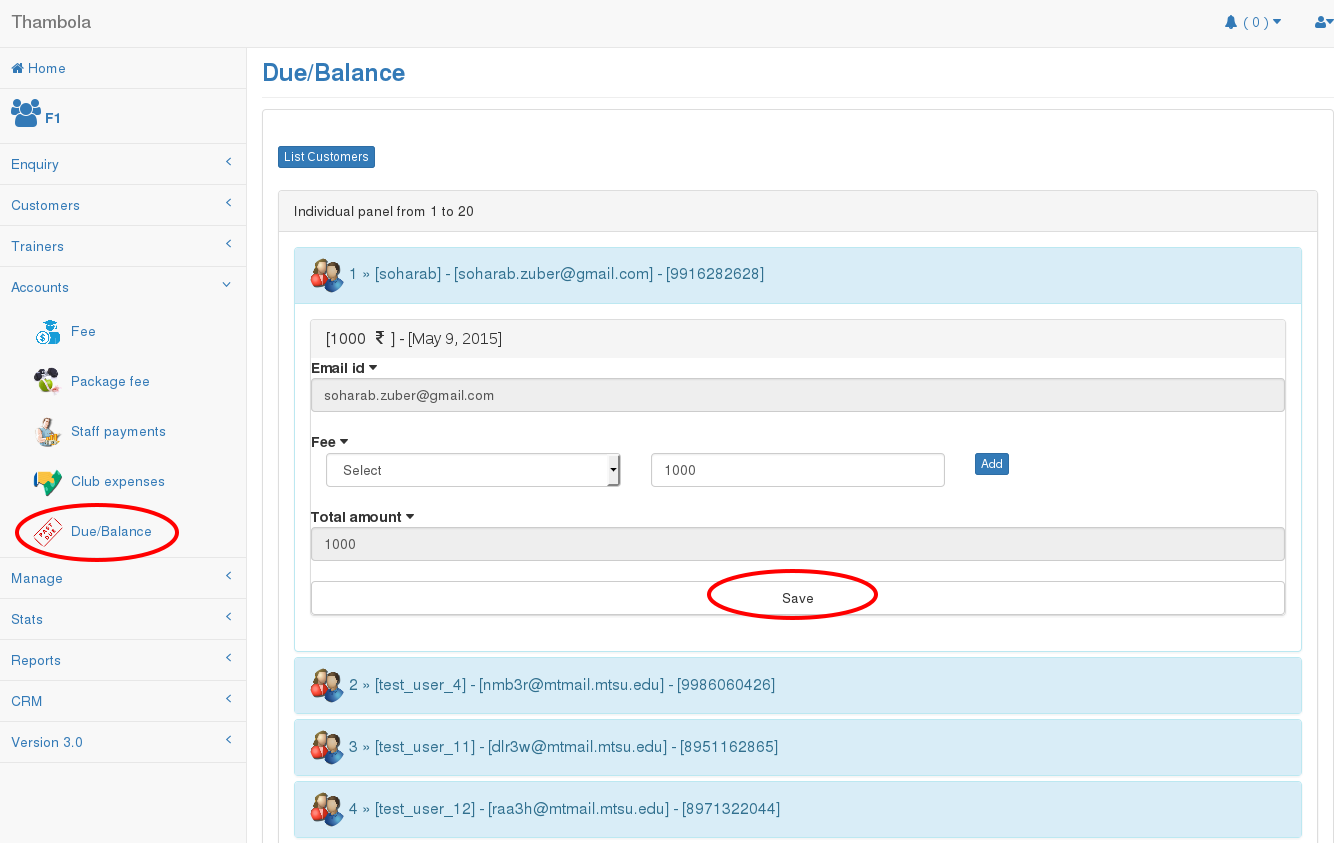 Thambola
( 0 )
Home
F1
Enquiry
Customers
Trainers
Accounts
Fee
Package fee
Staff payments
Club expenses
PAST DUE
Due/Balance
Manage
Stats
Reports
CRM
Version 3.0
Due/Balance
List Customers
Individual panel from 1 to 20
1 » [soharab] - [soharab.zuber@gmail.com] - [9916282628]
[1000 ₹ ] - [May 9, 2015]
Email id
soharab.zuber@gmail.com
Fee
Select 1000 Add
Total amount
1000
Save
2 » [test_user_4] - [nmb3r@mtmail.mtsu.edu] - [9986060426]
3 » [test_user_11] - [dlr3w@mtmail.mtsu.edu] - [8951162865]
4 » [test_user_12] - [raa3h@mtmail.mtsu.edu] - [8971322044]